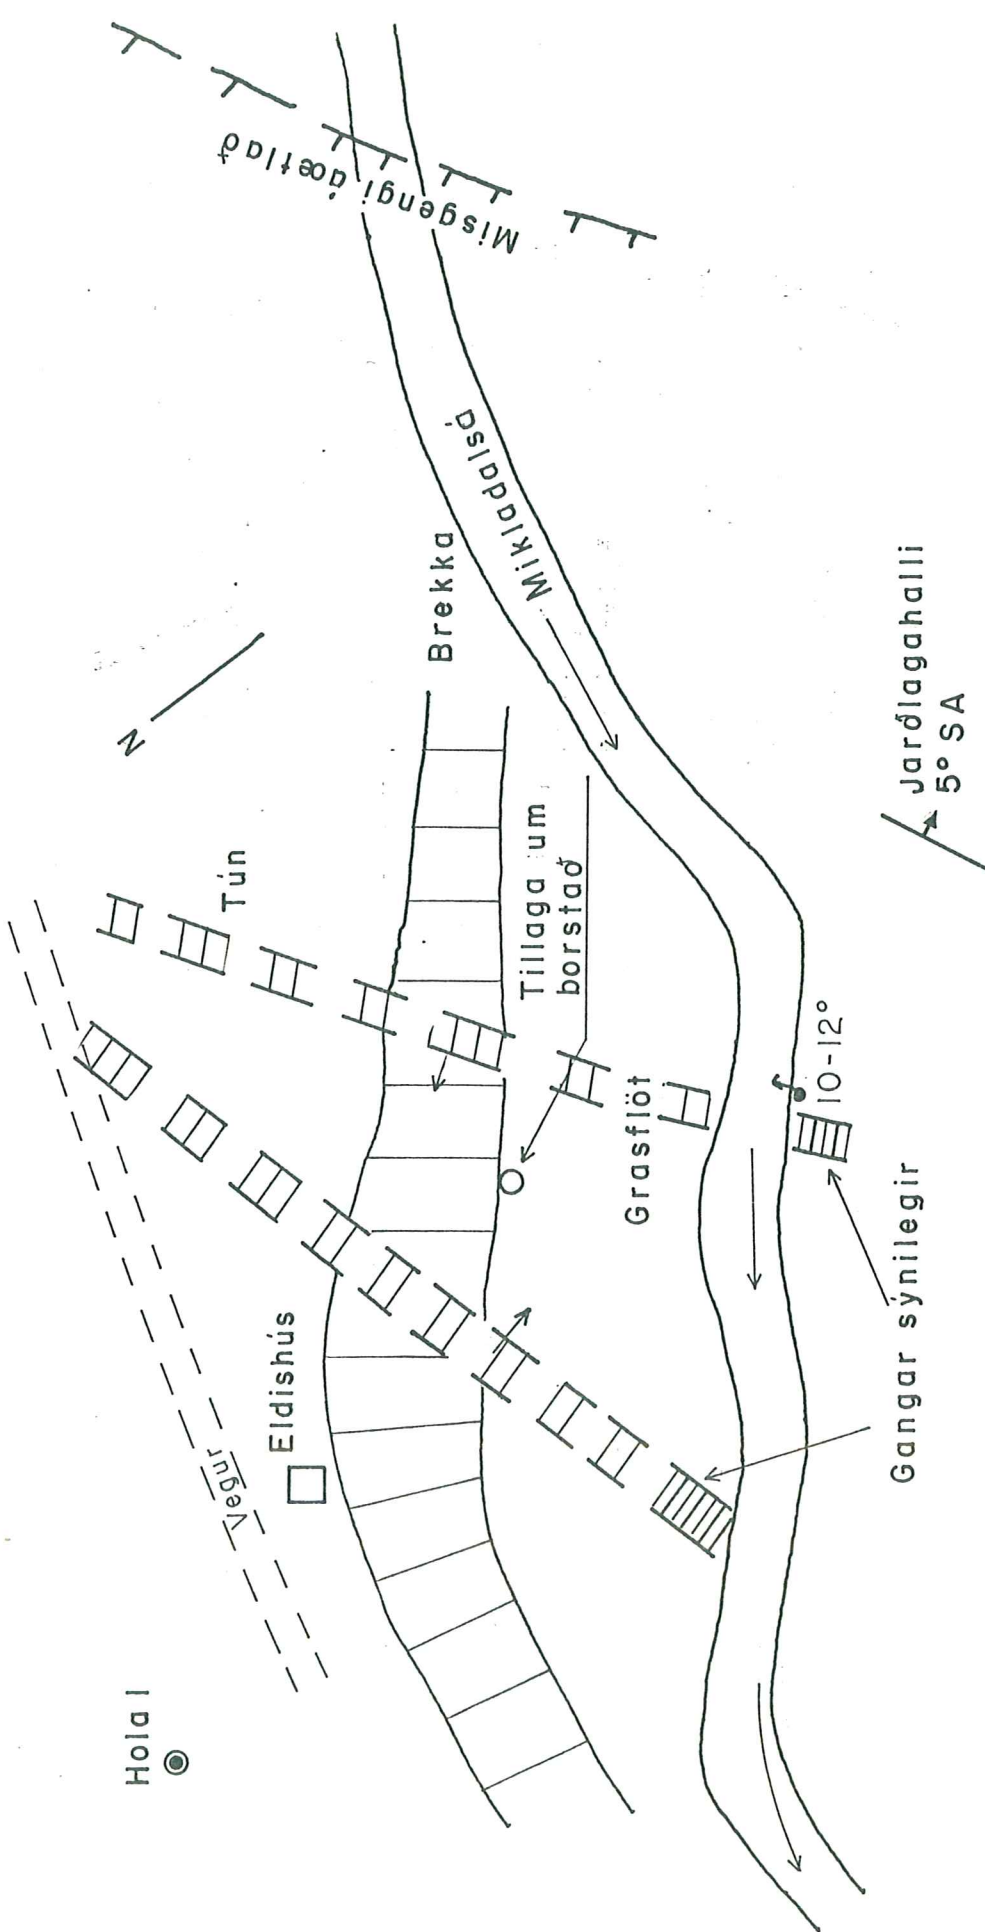 Misgengi áætlað
Mikladalsá
Brekka
N
Tún
Tillaga um
borstað
Jarðlagahalli
5° SA
Grasflöt
10-12°
Gangar sýnilegir
Eldishús
Vegur
Hola 1